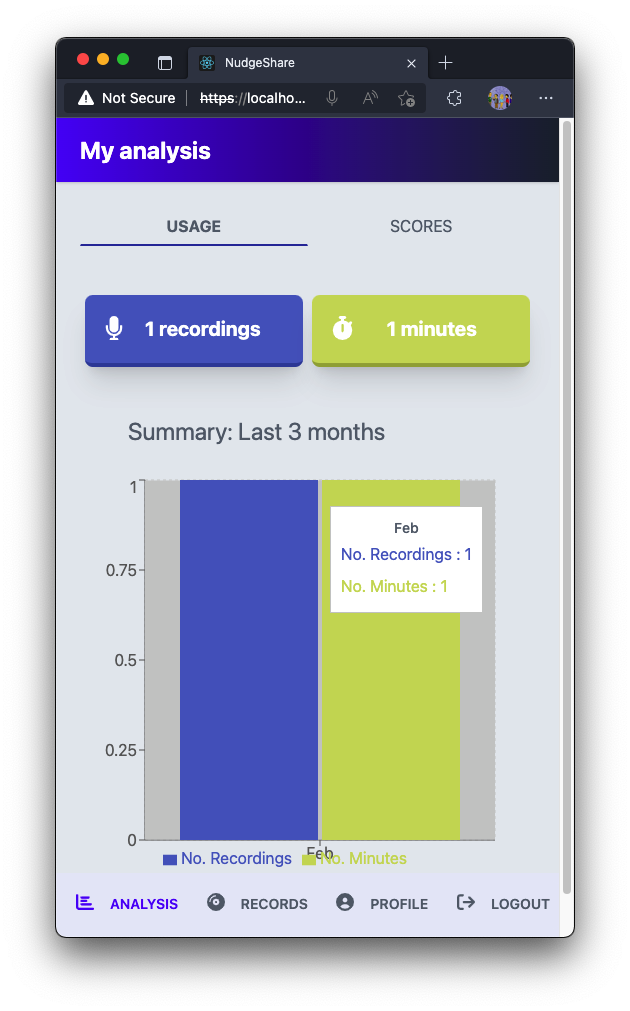 NudgeShare
Not Secure
https://localho...
My analysis
USAGE
SCORES
1 recordings
1 minutes
Summary: Last 3 months
1
0.75
0.5
0.25
0
Feb
No. Recordings : 1
No. Minutes : 1
Feb
No. Recordings
No. Minutes
ANALYSIS
RECORDS
PROFILE
LOGOUT